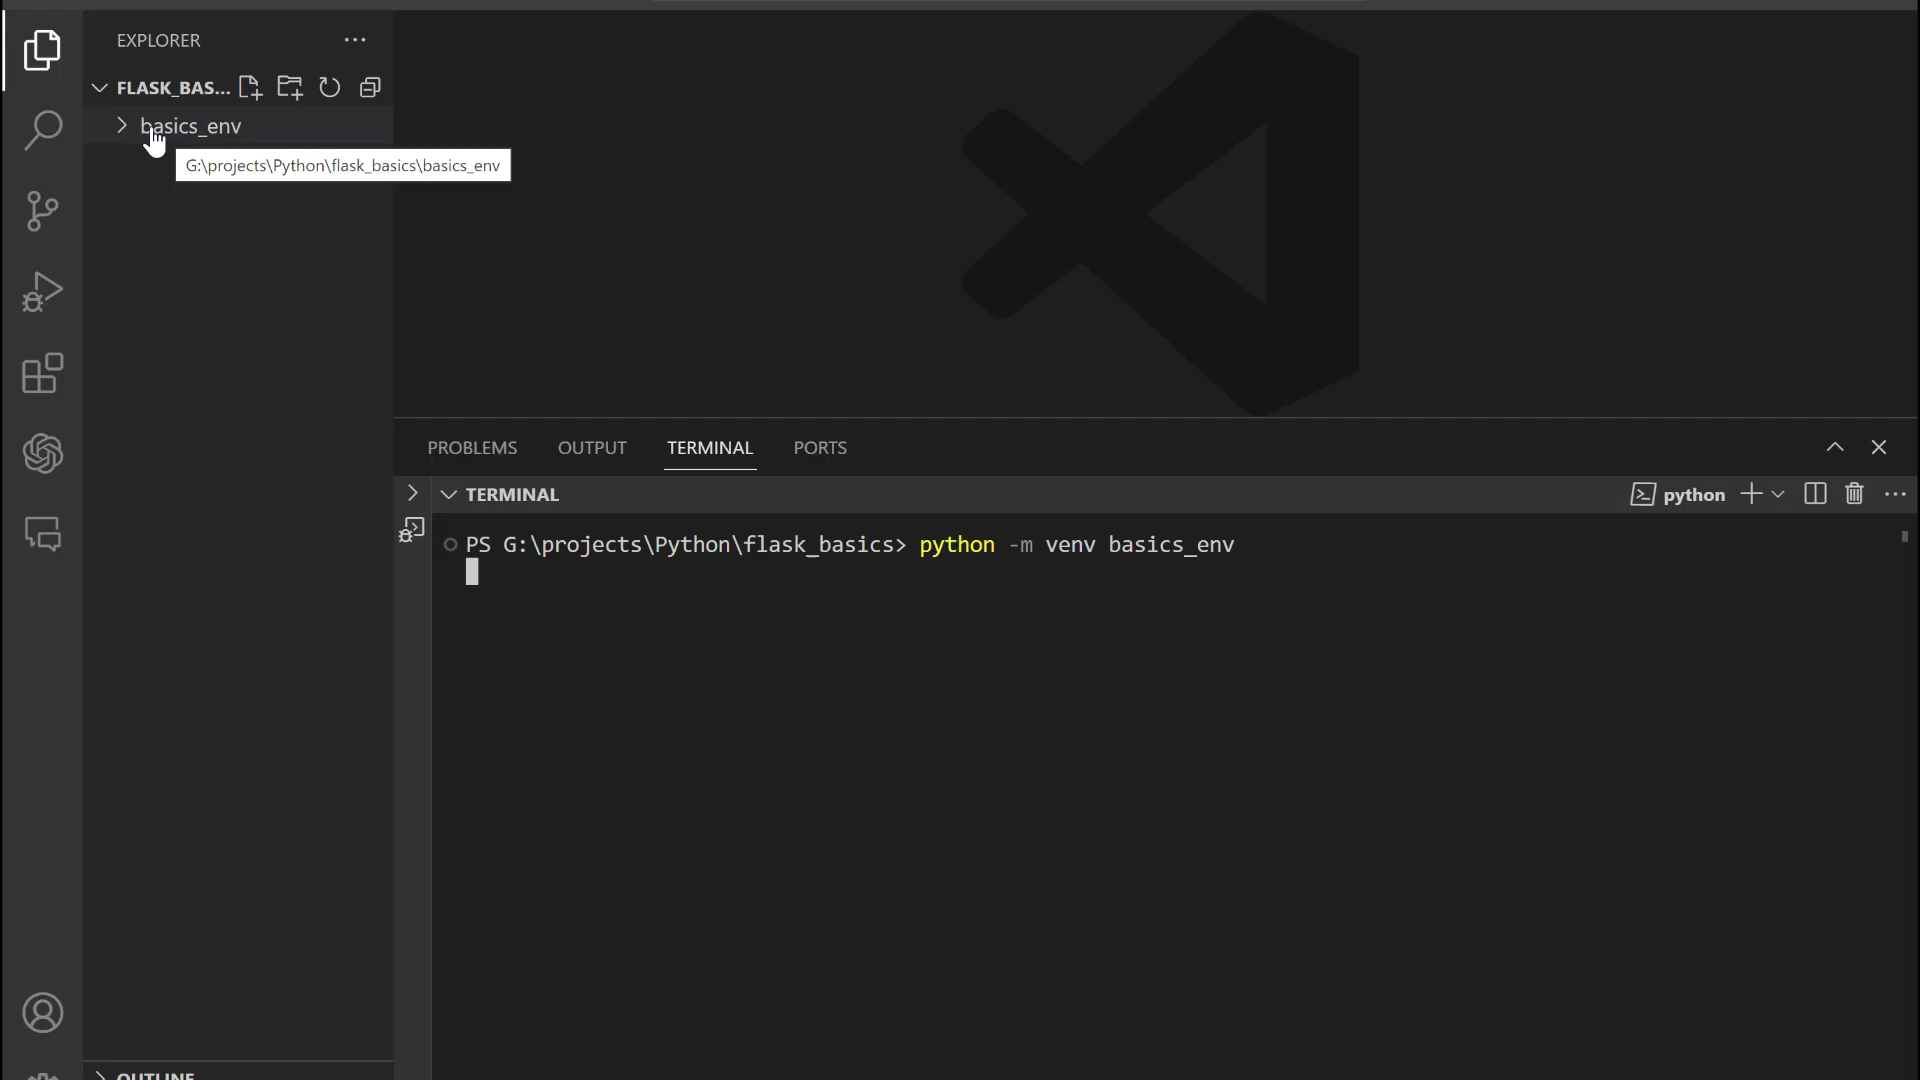 EXPLORER
FLASK_BAS...
basics_env
G:\projects\Python\flask_basics\basics_env
PROBLEMS OUTPUT TERMINAL PORTS
TERMINAL
python
PS G:\projects\Python\flask_basics> python -m venv basics_env
OUTLINE